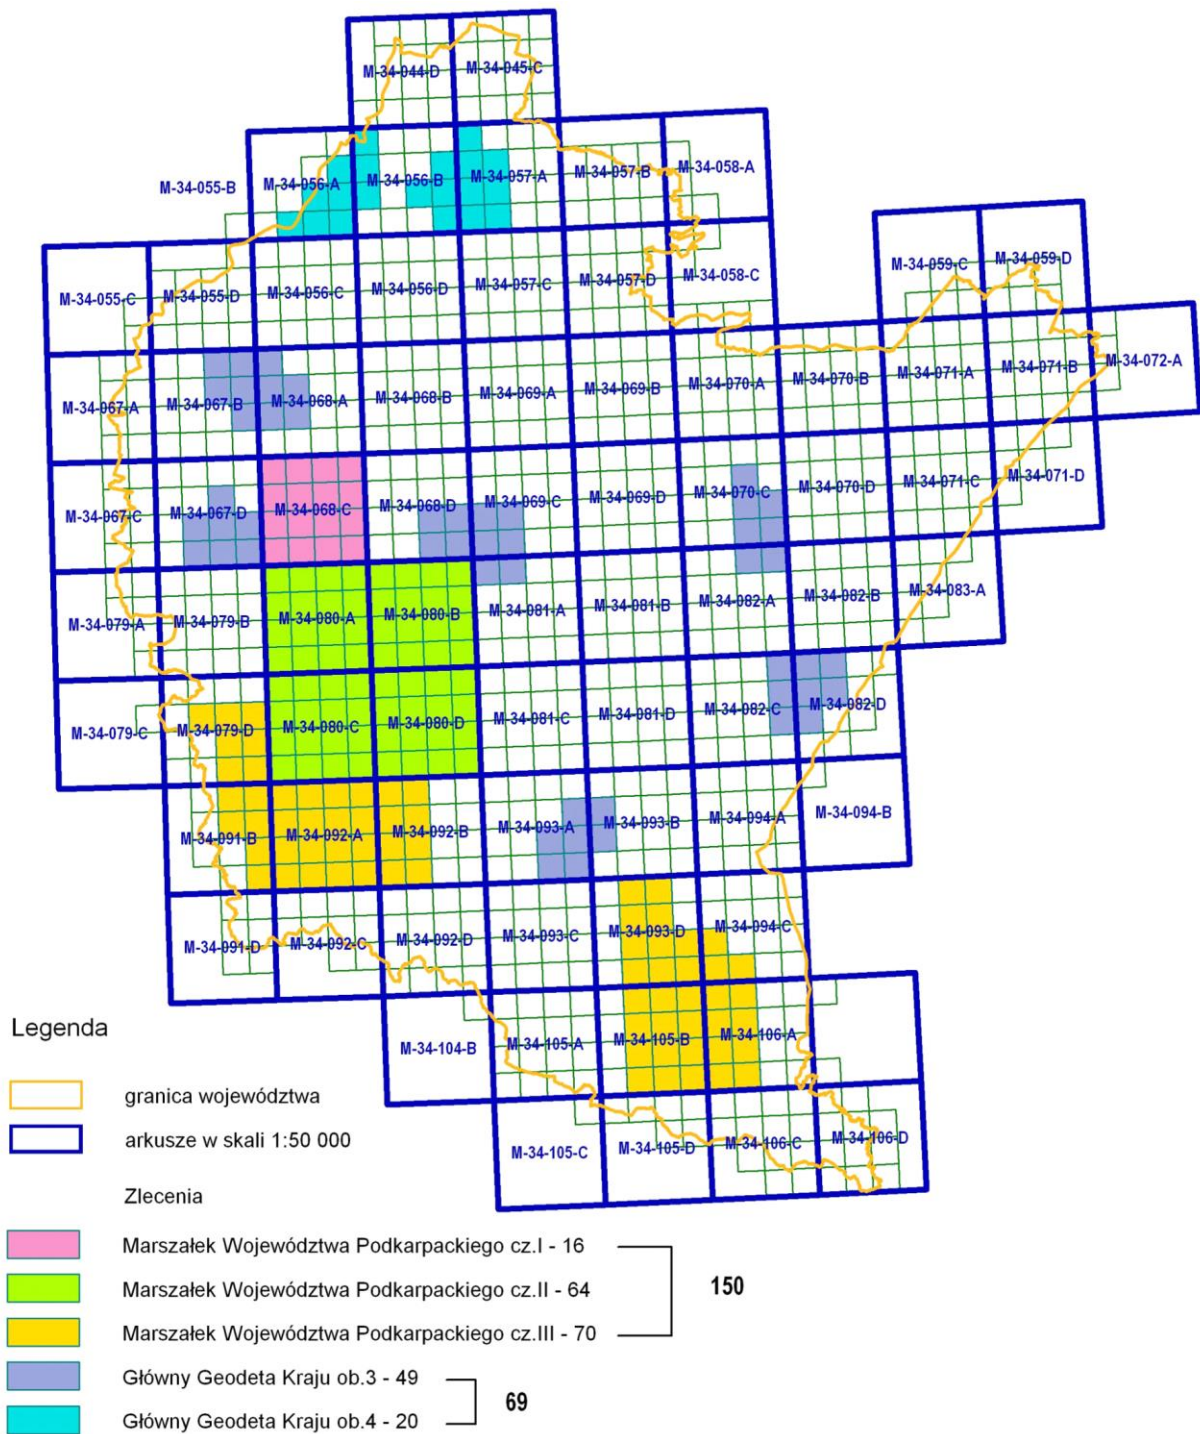 M-34-044-D M-34-045-C
M-34-055-B M-34-056-A M-34-056-B M-34-057-A M-34-057-B M-34-058-A
M-34-055-C M-34-055-D M-34-056-C M-34-056-D M-34-057-C M-34-057-D M-34-058-C M-34-059-C M-34-059-D
M-34-067-A M-34-067-B M-34-068-A M-34-068-B M-34-069-A M-34-069-B M-34-070-A M-34-070-B M-34-071-A M-34-071-B M-34-072-A
M-34-067-C M-34-067-D M-34-068-C M-34-068-D M-34-069-C M-34-069-D M-34-070-C M-34-070-D M-34-071-C M-34-071-D
M-34-079-A M-34-079-B M-34-080-A M-34-080-B M-34-081-A M-34-081-B M-34-082-A M-34-082-B M-34-083-A
M-34-079-C M-34-079-D M-34-080-C M-34-080-D M-34-081-C M-34-081-D M-34-082-C M-34-082-D
M-34-091-B M-34-092-A M-34-092-B M-34-093-A M-34-093-B M-34-094-A M-34-094-B
M-34-091-D M-34-092-C M-34-092-D M-34-093-C M-34-093-D M-34-094-C
M-34-104-B M-34-105-A M-34-105-B M-34-106-A
M-34-105-C M-34-105-D M-34-106-C M-34-106-D
Legenda
granica województwa
arkusze w skali 1:50 000
Zlecenia
Marszałek Województwa Podkarpackiego cz.I - 16
Marszałek Województwa Podkarpackiego cz.II - 64
150
Marszałek Województwa Podkarpackiego cz.III - 70
Główny Geodeta Kraju ob.3 - 49
69
Główny Geodeta Kraju ob.4 - 20